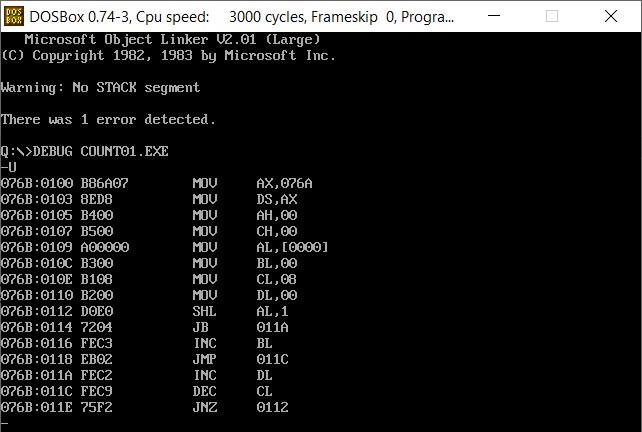 DOSBox 0.74-3, Cpu speed: 3000 cycles, Frameskip 0, Progra...
Microsoft Object Linker V2.01 (Large)
(C) Copyright 1982, 1983 by Microsoft Inc.
Warning: No STACK segment
There was 1 error detected.
Q:\>DEBUG COUNT01.EXE
-U
076B:0100 B86A07 MOV AX,076A
076B:0103 8ED8 MOV DS,AX
076B:0105 B400 MOV AH,00
076B:0107 B500 MOV CH,00
076B:0109 A00000 MOV AL,[0000]
076B:010C B300 MOV BL,00
076B:010E B108 MOV CL,08
076B:0110 B200 MOV DL,00
076B:0112 D0E0 SHL AL,1
076B:0114 7204 JB 011A
076B:0116 FEC3 INC BL
076B:0118 EB02 JMP 011C
076B:011A FEC2 INC DL
076B:011C FEC9 DEC CL
076B:011E 75F2 JNZ 0112
-